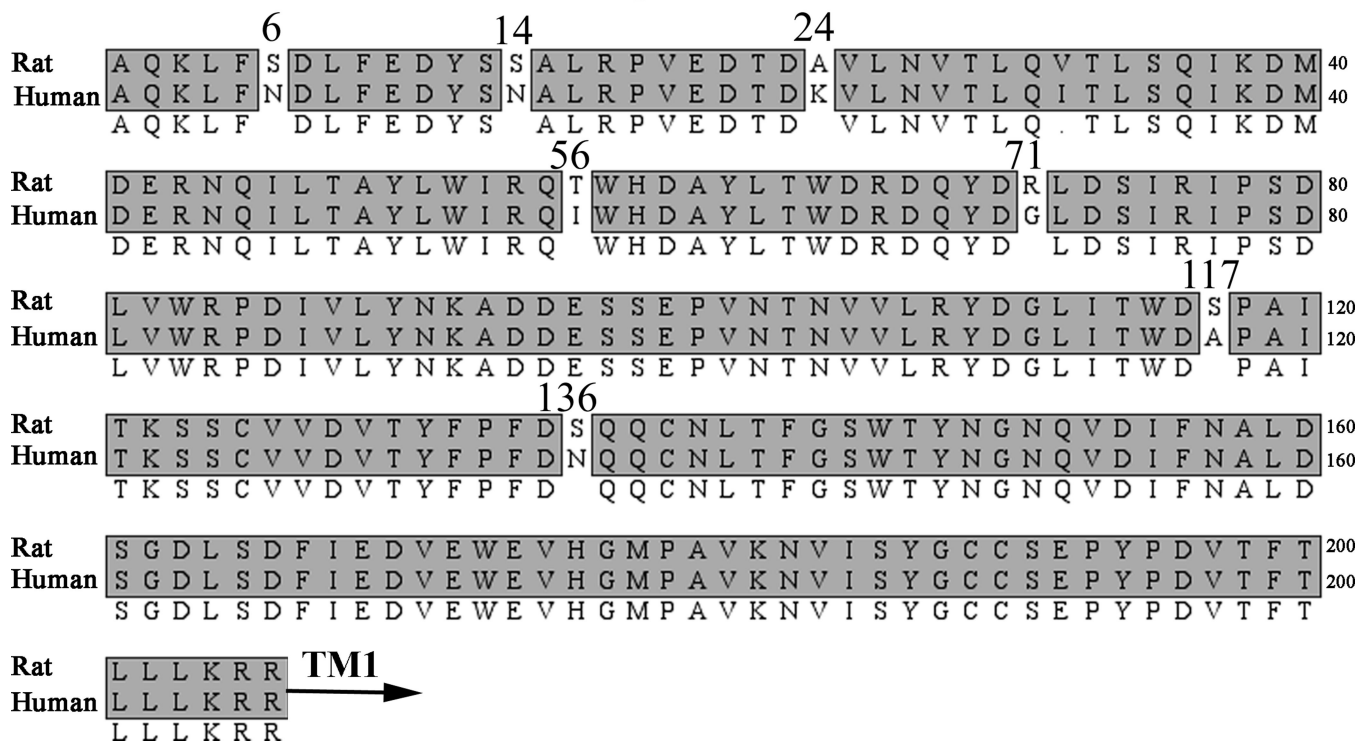 6 14 24
Rat A Q K L F S D L F E D Y S S A L R P V E D T D A V L N V T L Q V T L S Q I K D M 40
Human A Q K L F N D L F E D Y S N A L R P V E D T D K V L N V T L Q I T L S Q I K D M 40
A Q K L F D L F E D Y S A L R P V E D T D V L N V T L Q . T L S Q I K D M
56 71
Rat D E R N Q I L T A Y L W I R Q T W H D A Y L T W D R D Q Y D R L D S I R I P S D 80
Human D E R N Q I L T A Y L W I R Q I W H D A Y L T W D R D Q Y D G L D S I R I P S D 80
D E R N Q I L T A Y L W I R Q W H D A Y L T W D R D Q Y D L D S I R I P S D
117
Rat L V W R P D I V L Y N K A D D E S S E P V N T N V V L R Y D G L I T W D S P A I 120
Human L V W R P D I V L Y N K A D D E S S E P V N T N V V L R Y D G L I T W D A P A I 120
L V W R P D I V L Y N K A D D E S S E P V N T N V V L R Y D G L I T W D P A I
136
Rat T K S S C V V D V T Y F P F D S Q Q C N L T F G S W T Y N G N Q V D I F N A L D 160
Human T K S S C V V D V T Y F P F D N Q Q C N L T F G S W T Y N G N Q V D I F N A L D 160
T K S S C V V D V T Y F P F D Q Q C N L T F G S W T Y N G N Q V D I F N A L D
Rat S G D L S D F I E D V E W E V H G M P A V K N V I S Y G C C S E P Y P D V T F T 200
Human S G D L S D F I E D V E W E V H G M P A V K N V I S Y G C C S E P Y P D V T F T 200
S G D L S D F I E D V E W E V H G M P A V K N V I S Y G C C S E P Y P D V T F T
Rat L L L K R R TM1
Human L L L K R R
L L L K R R